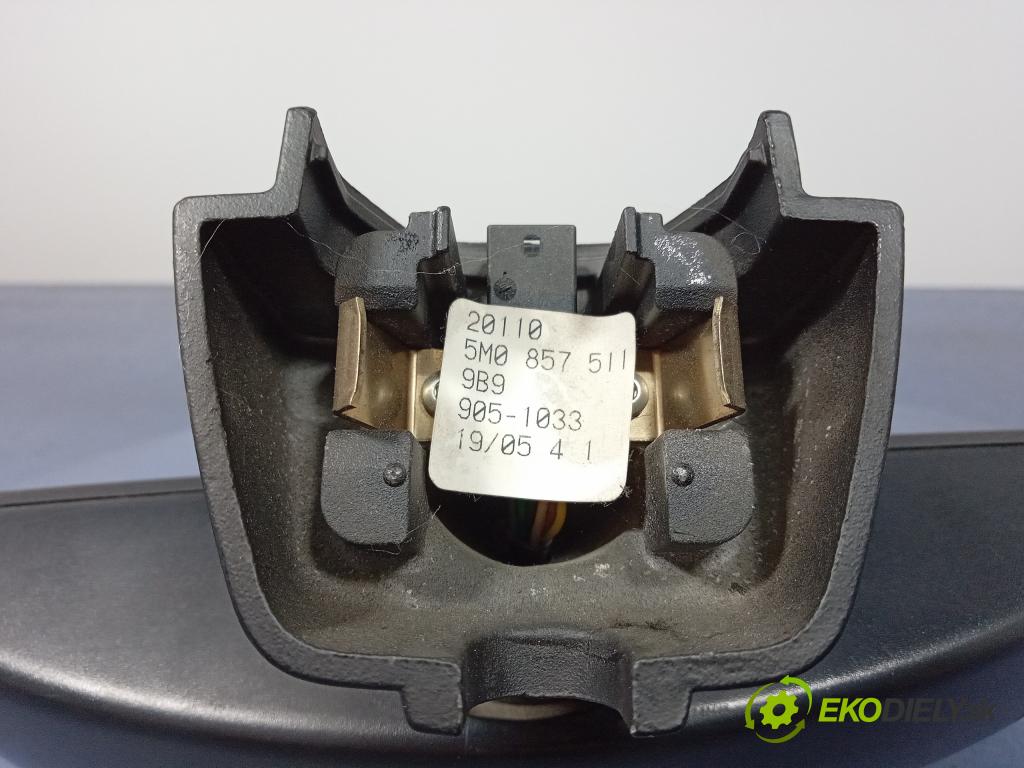 20110
5M0 857 511
9B9
905-1033
19/05 4 1
EKODIELY.SK